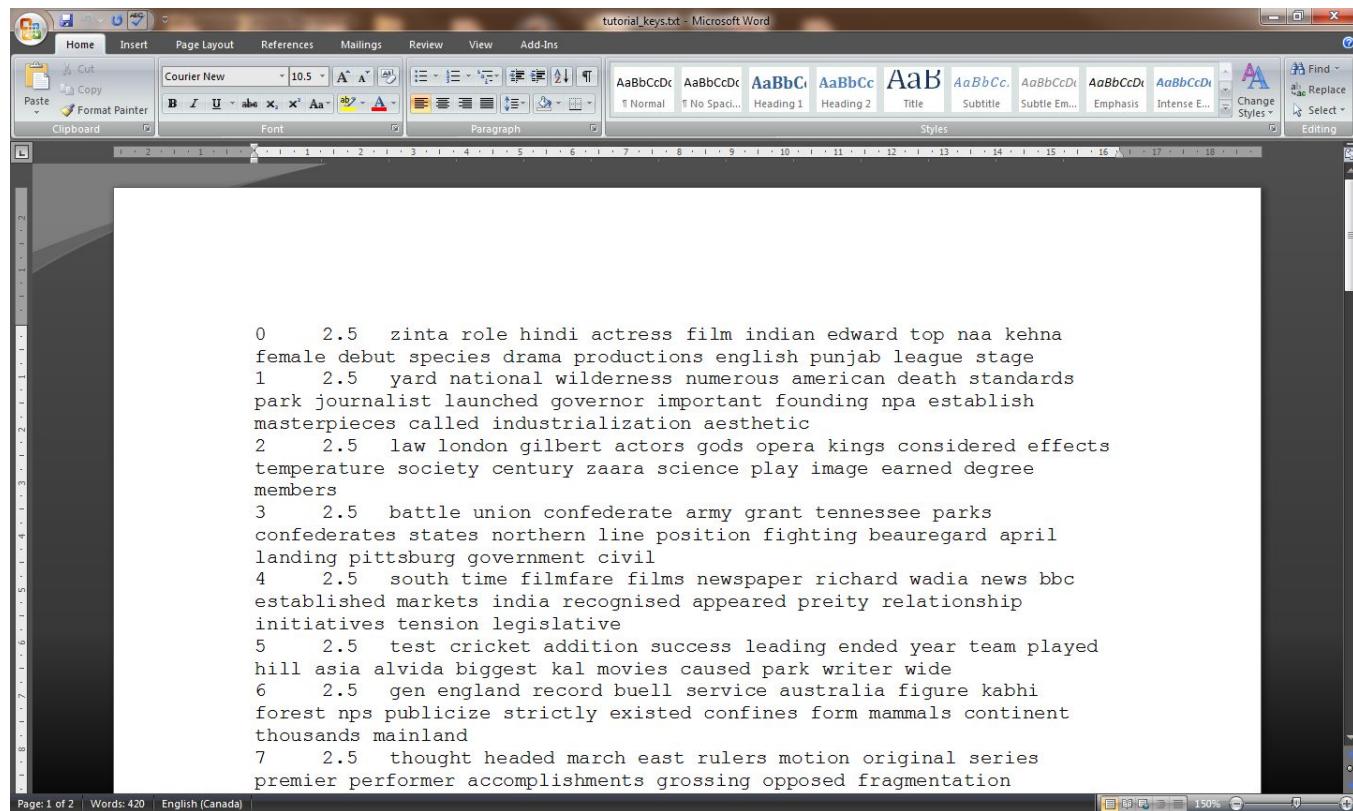 tutorial_keys.txt - Microsoft Word
Home Insert Page Layout References Mailings Review View Add-Ins
Cut
Copy
Paste
Format Painter
Clipboard
Courier New 10.5
Font
Paragraph
AaBbCcDc AaBbCcDc AaBbC AaBbCc AaB AaBbCc. AaBbCcDc AaBbCcDc AaBbCcDc
¶ Normal ¶ No Spaci... Heading 1 Heading 2 Title Subtitle Subtle Em... Emphasis Intense E...
Change Styles
Styles
Find
Replace
Select
Editing
0 2.5 zinta role hindi actress film indian edward top naa kehna
female debut species drama productions english punjab league stage
1 2.5 yard national wilderness numerous american death standards
park journalist launched governor important founding npa establish
masterpieces called industrialization aesthetic
2 2.5 law london gilbert actors gods opera kings considered effects
temperature society century zaara science play image earned degree
members
3 2.5 battle union confederate army grant tennessee parks
confederates states northern line position fighting beauregard april
landing pittsburg government civil
4 2.5 south time filmfare films newspaper richard wadia news bbc
established markets india recognised appeared preity relationship
initiatives tension legislative
5 2.5 test cricket addition success leading ended year team played
hill asia alvida biggest kal movies caused park writer wide
6 2.5 gen england record buell service australia figure kabhi
forest nps publicize strictly existed confines form mammals continent
thousands mainland
7 2.5 thought headed march east rulers motion original series
premier performer accomplishments grossing opposed fragmentation
Page: 1 of 2 Words: 420 English (Canada) 150%